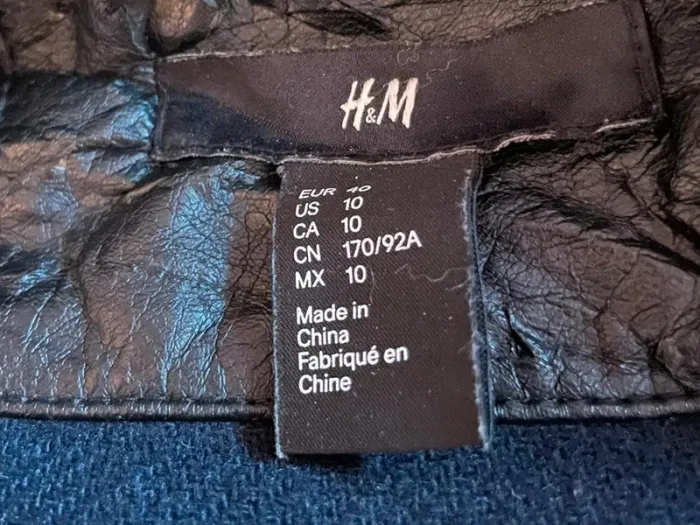 H&M
EUR 40
US 10
CA 10
CN 170/92A
MX 10
Made in
China
Fabriqué en
Chine